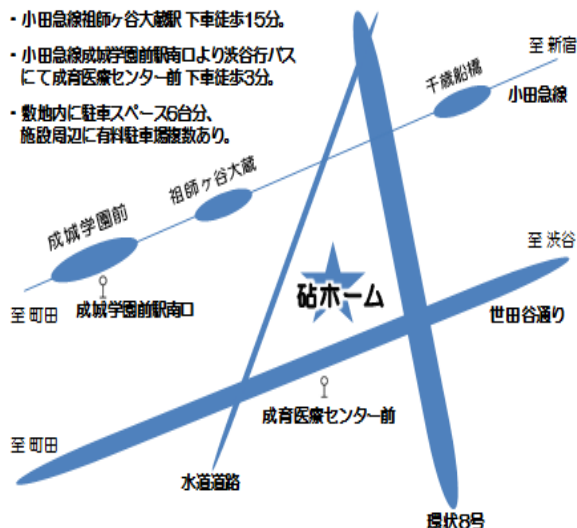 ・小田急線祖師ヶ谷大蔵駅 下車徒歩15分。
・小田急線成城学園前駅南口より渋谷行バス
にて成育医療センター前 下車徒歩3分。
・敷地内に駐車スペース6台分、
施設周辺に有料駐車場複数あり。
至 新宿
千歳船橋
小田急線
祖師ヶ谷大蔵
成城学園前
至 渋谷
砧ホーム
至 町田
成城学園前駅南口
世田谷通り
成育医療センター前
至 町田
水道道路
環状8号